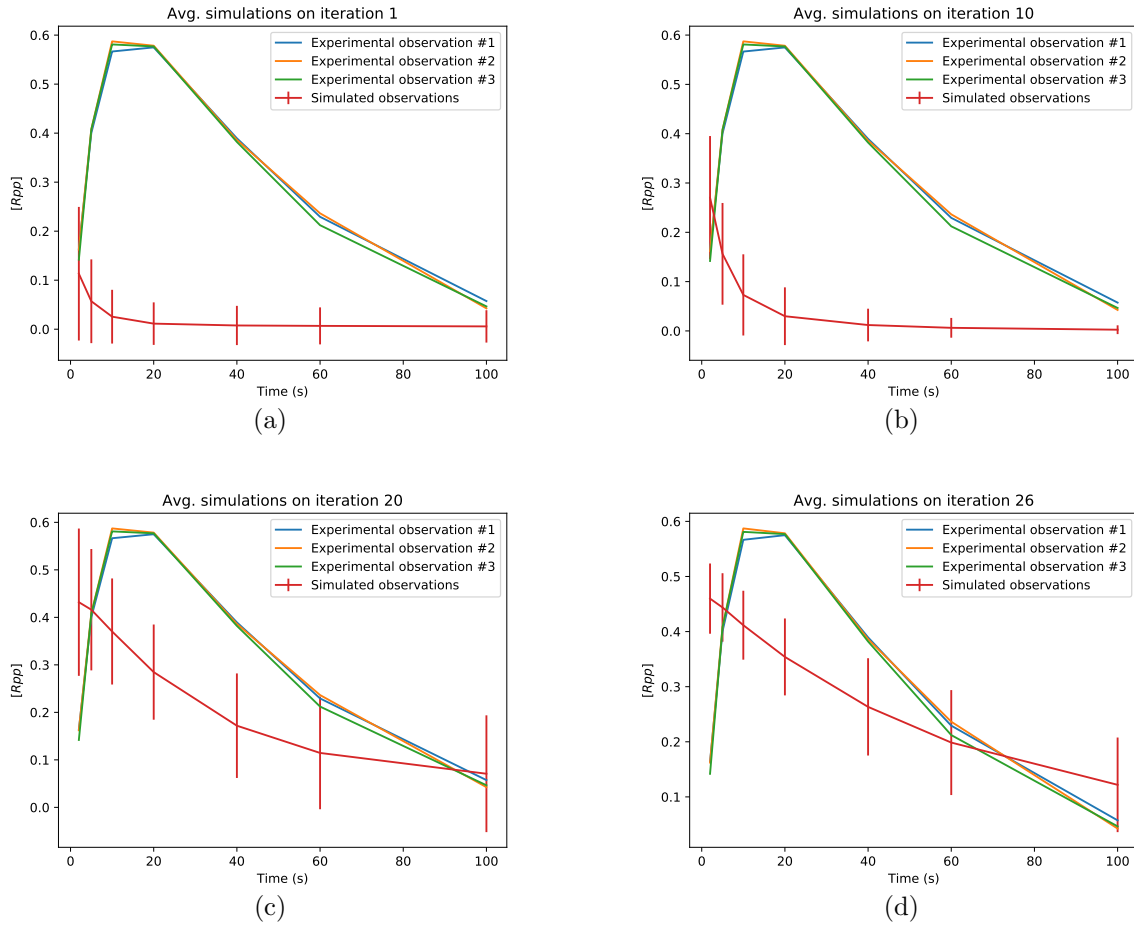 Avg. simulations on iteration 1
0.6
0.5
0.4
0.3
0.2
0.1
0.0
[Rpp]
Experimental observation #1
Experimental observation #2
Experimental observation #3
Simulated observations
0 20 40 60 80 100
Time (s)
(a)
Avg. simulations on iteration 10
0.6
0.5
0.4
0.3
0.2
0.1
0.0
[Rpp]
Experimental observation #1
Experimental observation #2
Experimental observation #3
Simulated observations
0 20 40 60 80 100
Time (s)
(b)
Avg. simulations on iteration 20
0.6
0.5
0.4
0.3
0.2
0.1
0.0
[Rpp]
Experimental observation #1
Experimental observation #2
Experimental observation #3
Simulated observations
0 20 40 60 80 100
Time (s)
(c)
Avg. simulations on iteration 26
0.6
0.5
0.4
0.3
0.2
0.1
[Rpp]
Experimental observation #1
Experimental observation #2
Experimental observation #3
Simulated observations
0 20 40 60 80 100
Time (s)
(d)